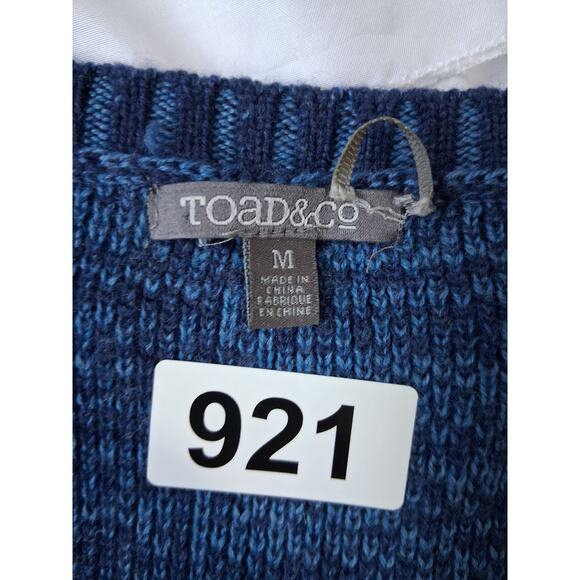 TOAD&CO
M
MADE IN
CHINA
FABRIQUE
EN CHINE
921